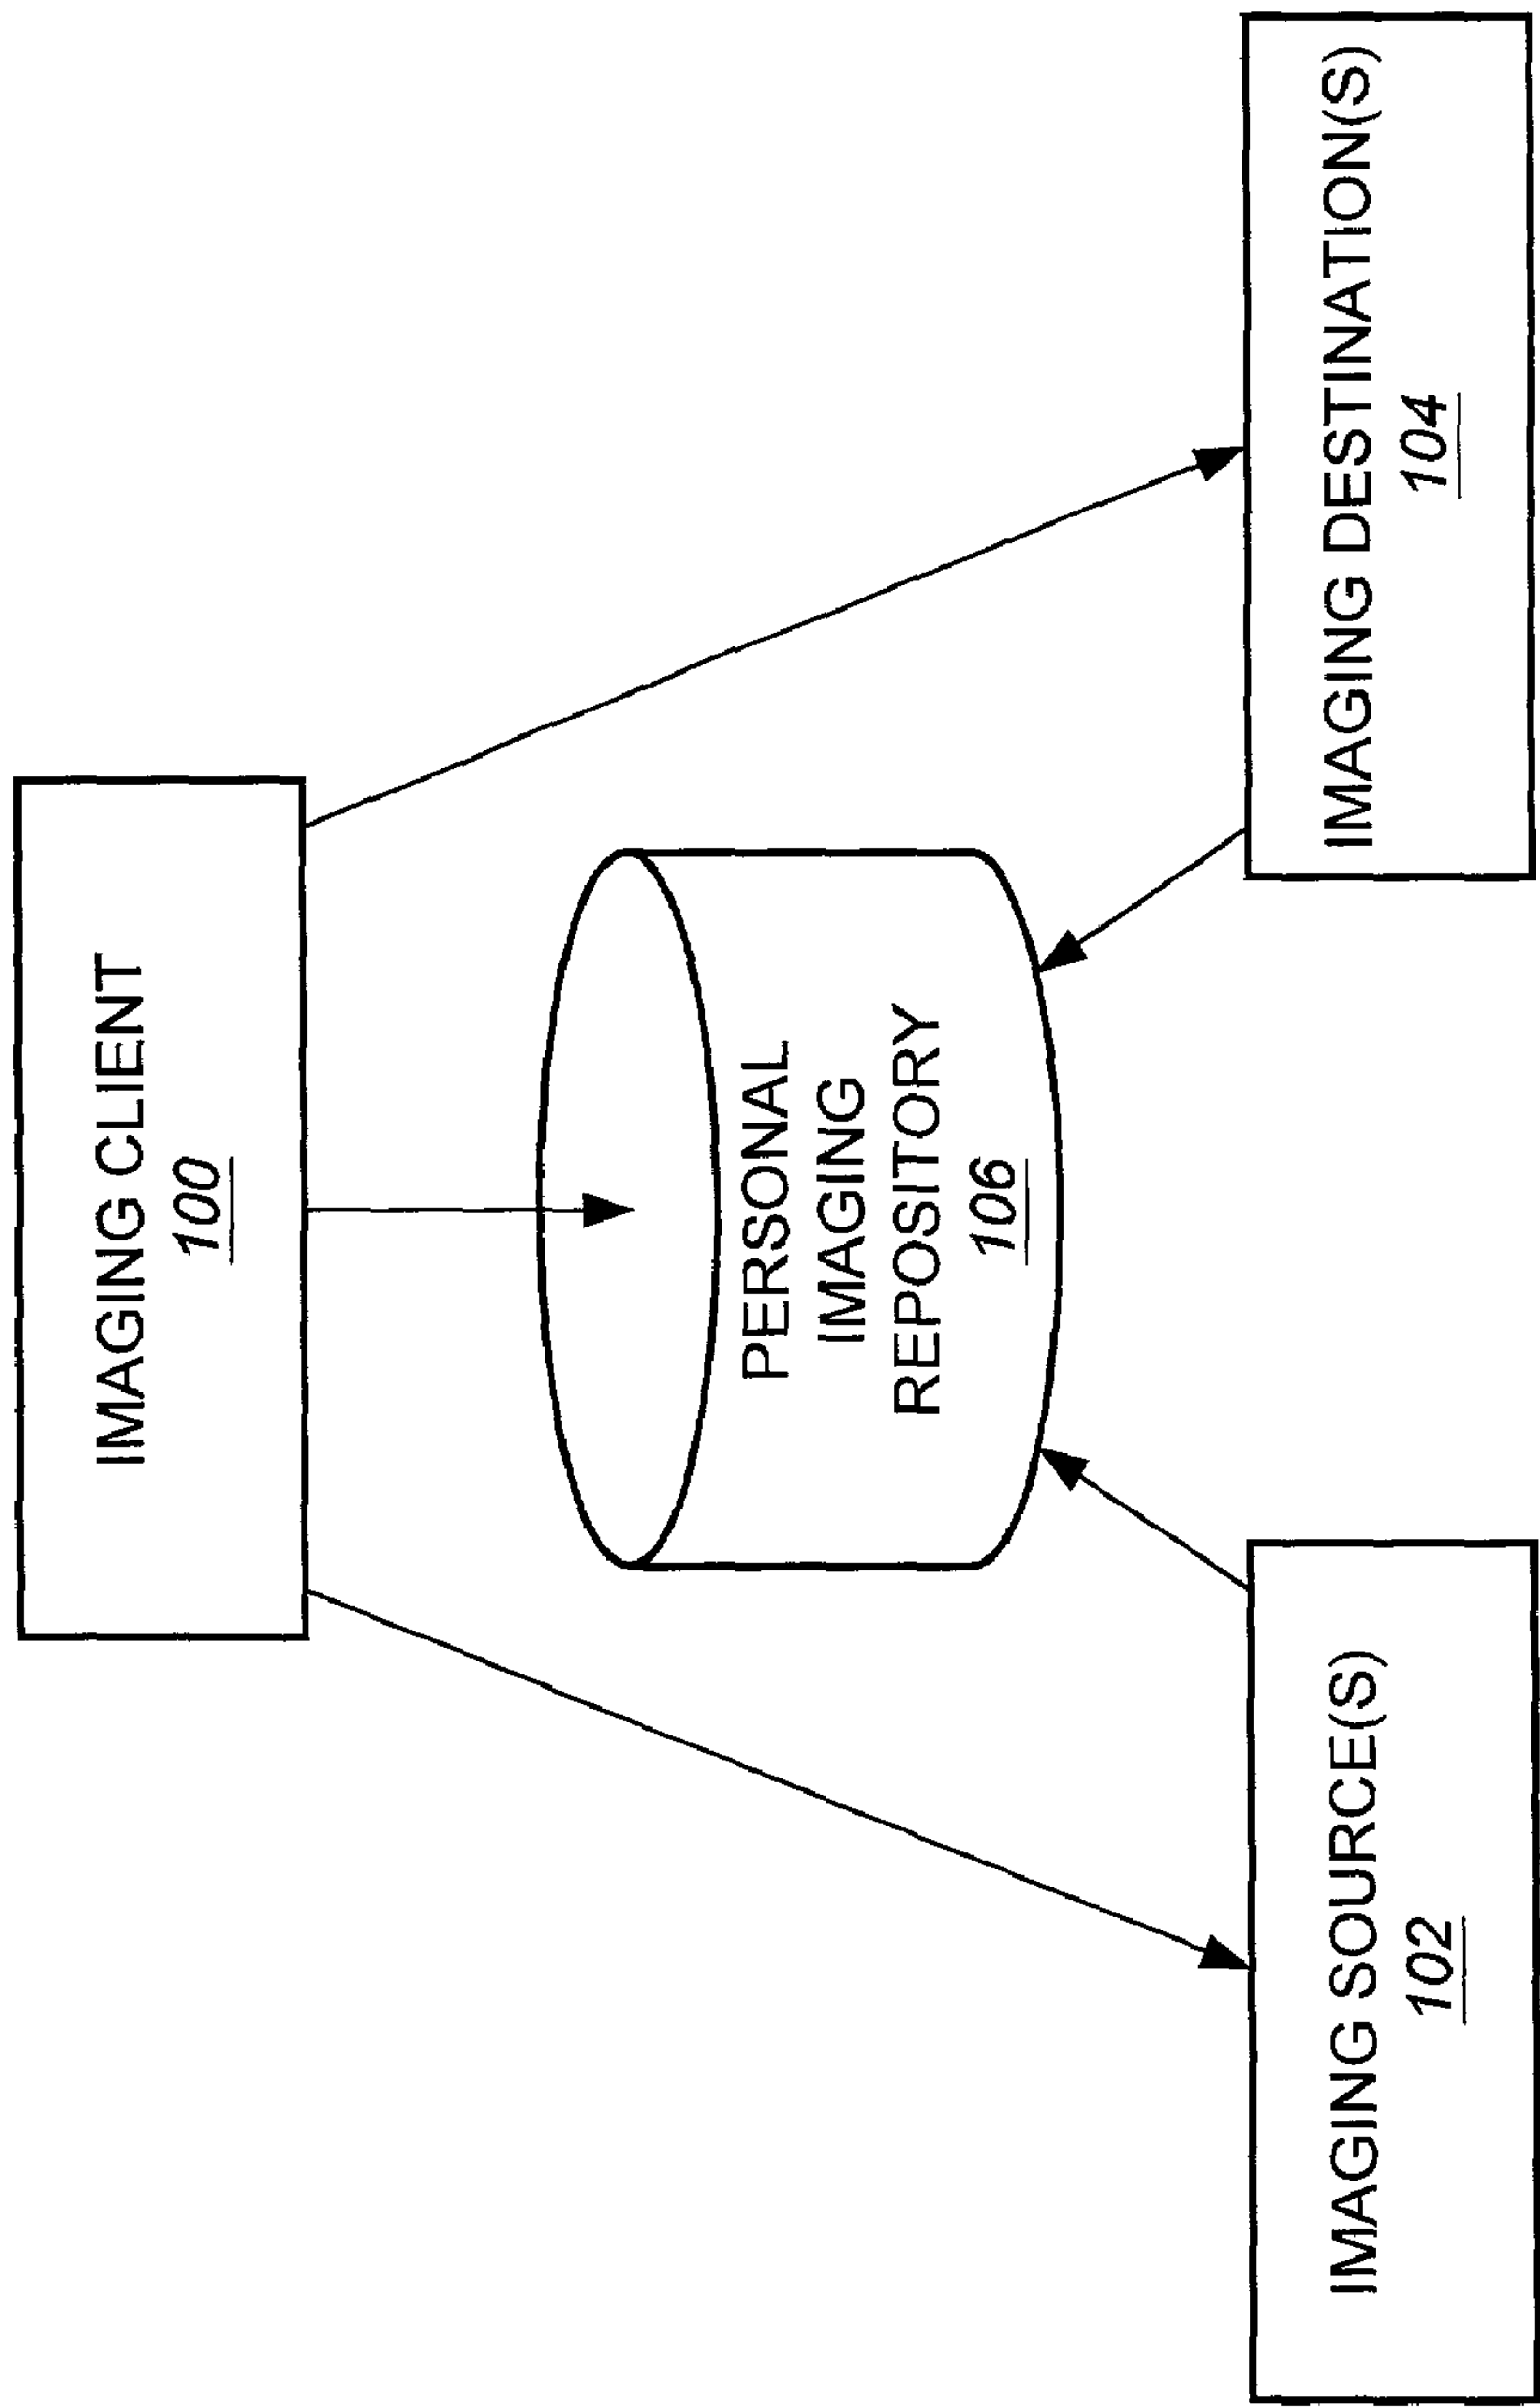 IMAGING CLIENT
100
PERSONAL
IMAGING
REPOSITORY
106
IMAGING SOURCE(S)
102
IMAGING DESTINATION(S)
104